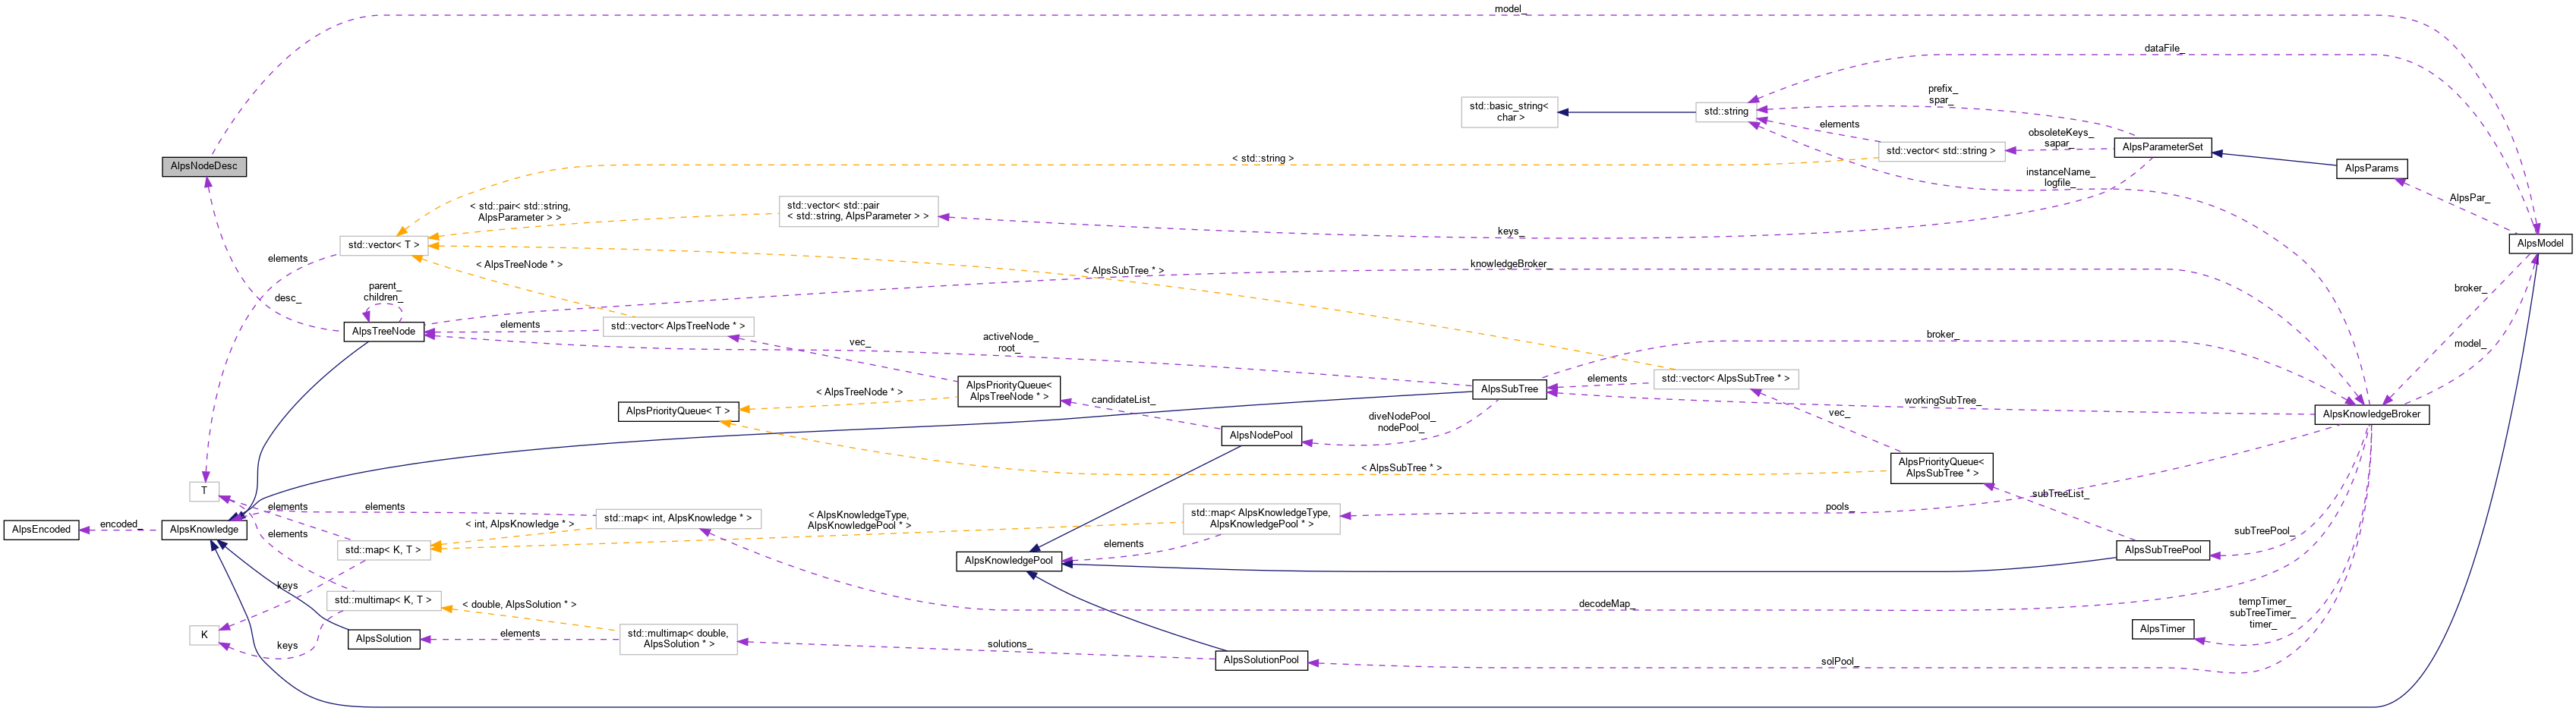 model_
dataFile_
prefix_
spar_
std::basic_string<
char >
std::string
elements
obsoleteKeys_
sapar_
AlpsParameterSet
std::vector< std::string >
< std::string >
AlpsNodeDesc
AlpsParams
instanceName_
logfile_
AlpsPar_
< std::pair< std::string,
AlpsParameter > >
std::vector< std::pair
< std::string, AlpsParameter > >
keys_
std::vector< T >
AlpsModel
elements
< AlpsTreeNode * >
< AlpsSubTree * >
knowledgeBroker_
desc_
parent_
children_
broker_
AlpsTreeNode
elements
std::vector< AlpsTreeNode * >
vec_
activeNode_
root_
broker_
model_
AlpsPriorityQueue<
AlpsTreeNode * >
AlpsSubTree
elements
std::vector< AlpsSubTree * >
< AlpsTreeNode * >
candidateList_
workingSubTree_
AlpsPriorityQueue< T >
diveNodePool_
nodePool_
vec_
AlpsKnowledgeBroker
AlpsNodePool
< AlpsSubTree * >
AlpsPriorityQueue<
AlpsSubTree * >
T
subTreeList_
elements
elements
< AlpsKnowledgeType,
AlpsKnowledgePool * >
std::map< AlpsKnowledgeType,
AlpsKnowledgePool * >
pools_
AlpsEncoded
encoded_
AlpsKnowledge
< int, AlpsKnowledge * >
std::map< int, AlpsKnowledge * >
elements
std::map< K, T >
elements
subTreePool_
AlpsSubTreePool
AlpsKnowledgePool
keys
std::multimap< K, T >
< double, AlpsSolution * >
decodeMap_
tempTimer_
subTreeTimer_
timer_
K
AlpsSolution
elements
std::multimap< double,
AlpsSolution * >
AlpsTimer
keys
solutions_
AlpsSolutionPool
solPool_